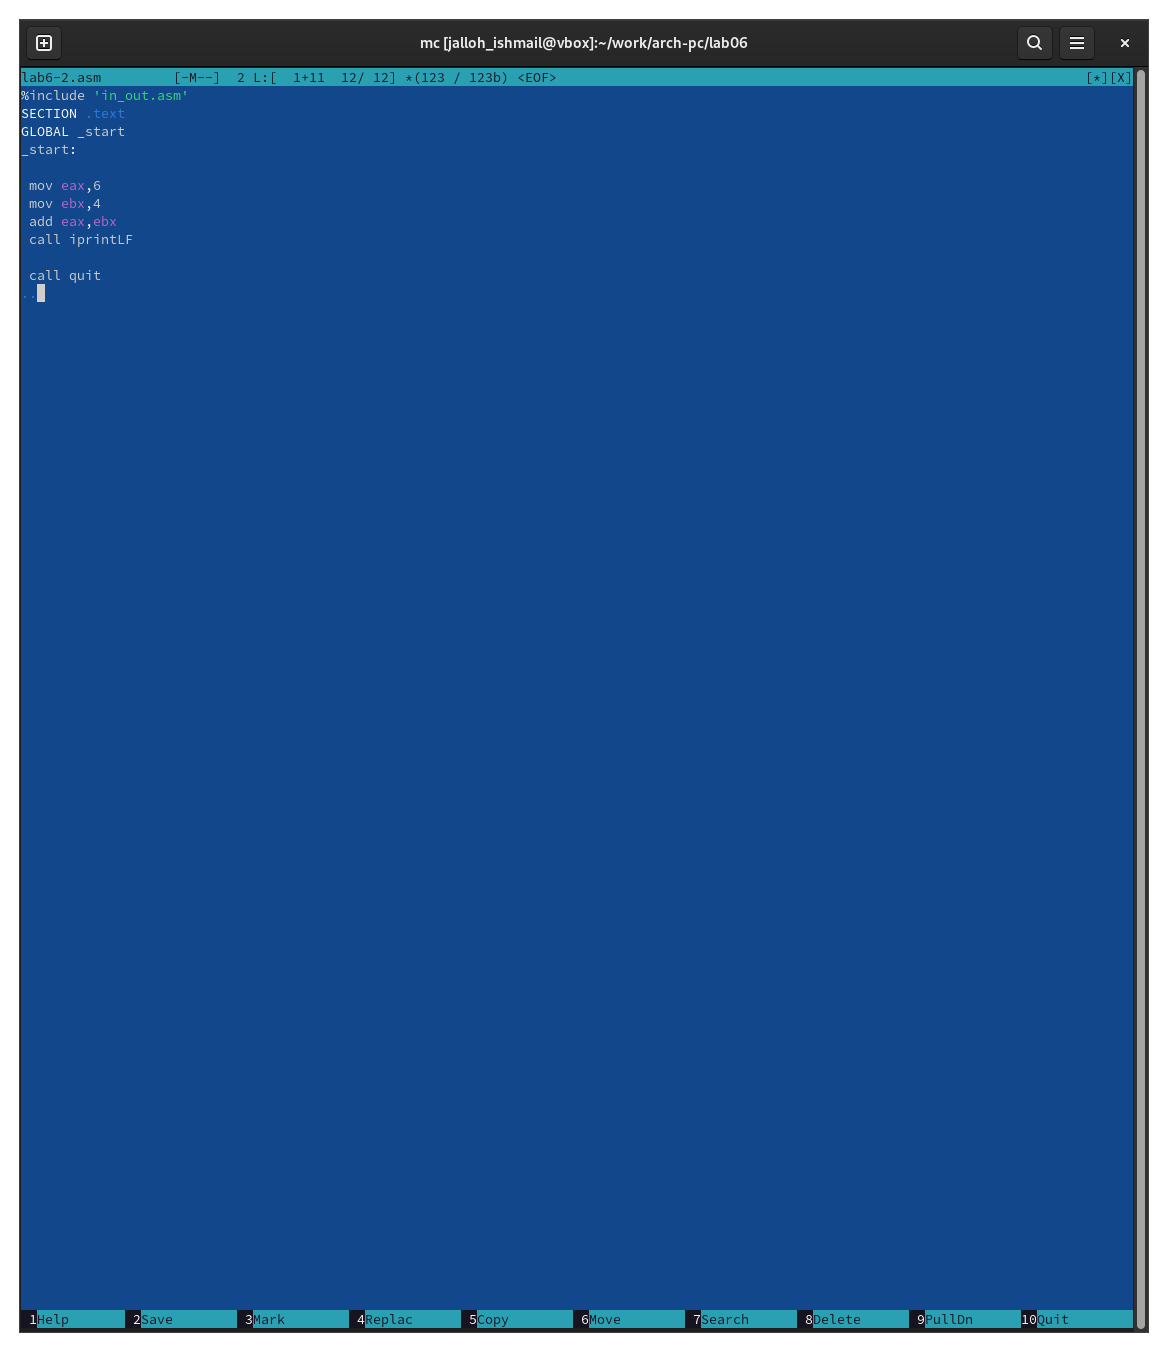 mc [jalloh_ishmail@vbox]:~/work/arch-pc/lab06
lab6-2.asm [-M--] 2 L:[ 1+11 12/ 12] *(123 / 123b) <EOF> [*][X]
%include 'in_out.asm'
SECTION .text
GLOBAL _start
_start:
mov eax,6
mov ebx,4
add eax,ebx
call iprintLF
call quit
..
1Help 2Save 3Mark 4Replac 5Copy 6Move 7Search 8Delete 9PullDn 10Quit